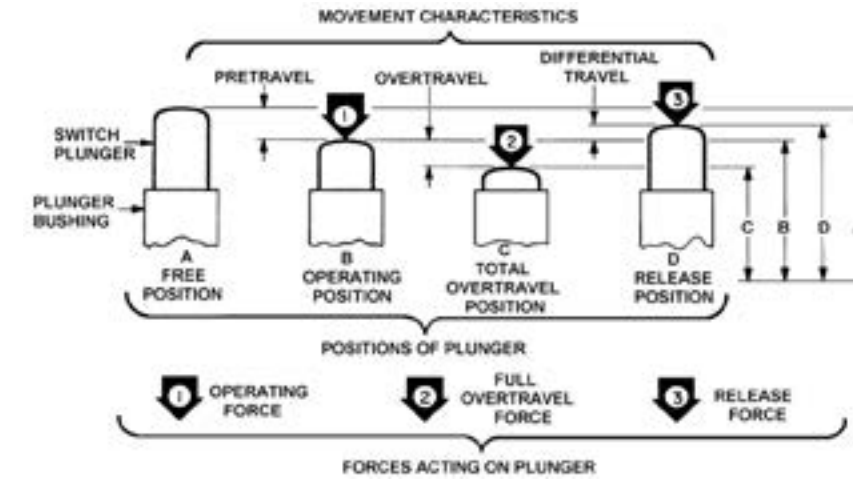 MOVEMENT CHARACTERISTICS
PRETRAVEL
OVERTRAVEL
DIFFERENTIAL
TRAVEL
1
2
3
SWITCH
PLUNGER
PLUNGER
BUSHING
C
B
D
A
FREE
POSITION
B
OPERATING
POSITION
C
TOTAL
OVERTRAVEL
POSITION
D
RELEASE
POSITION
POSITIONS OF PLUNGER
1 OPERATING
FORCE
2 FULL
OVERTRAVEL
FORCE
3 RELEASE
FORCE
FORCES ACTING ON PLUNGER